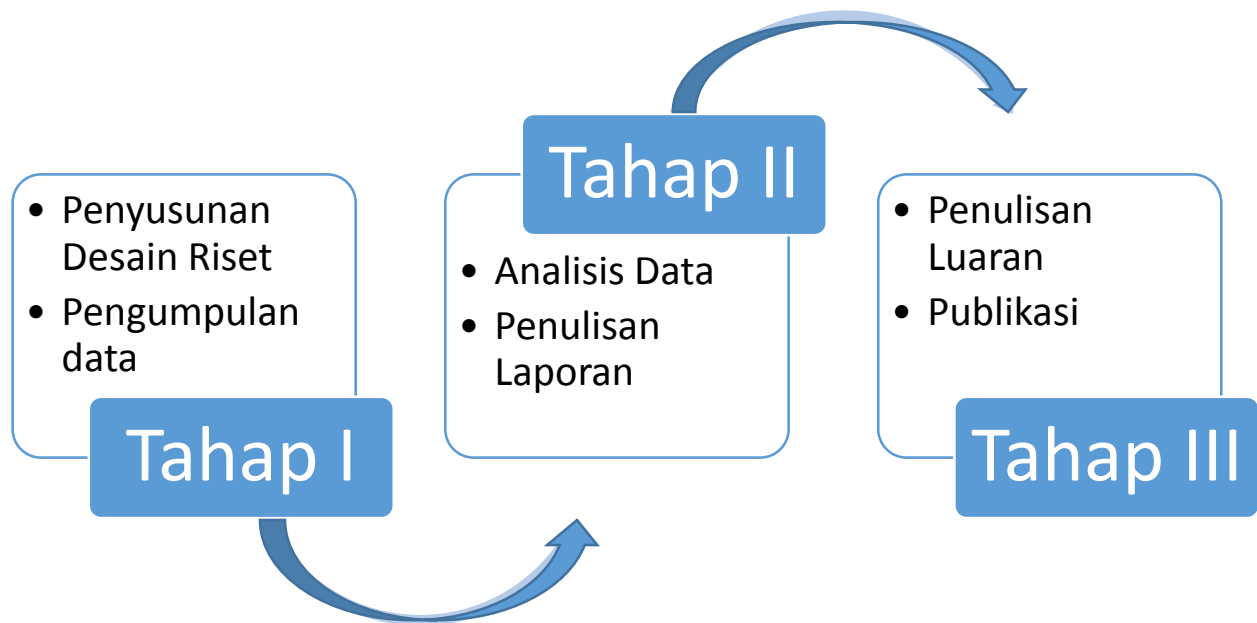 • Penyusunan
Desain Riset
• Pengumpulan
data
Tahap I
Tahap II
• Analisis Data
• Penulisan
Laporan
• Penulisan
Luaran
• Publikasi
Tahap III